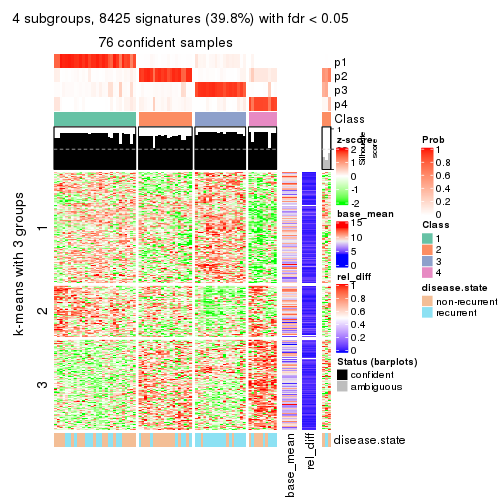 4 subgroups, 8425 signatures (39.8%) with fdr < 0.05
76 confident samples
p1
p2
p3
p4
Class
1
Silhouette score
k-means with 3 groups
1
2
3
z-score
2
1
0
-1
-2
base_mean
15
10
5
0
rel_diff
1
0.8
0.6
0.4
0.2
0
Status (barplots)
confident
ambiguous
Prob
1
0.8
0.6
0.4
0.2
0
Class
1
2
3
4
disease.state
non-recurrent
recurrent
disease.state
base_mean
rel_diff